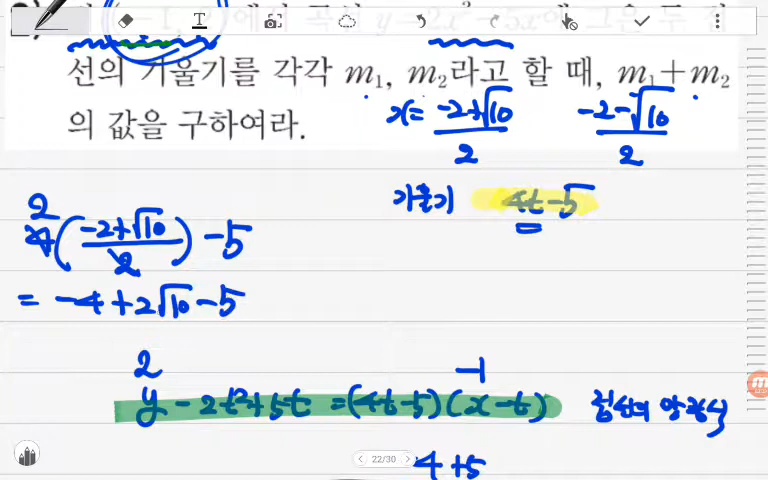 선의 기울기를 각각 m₁, m₂라고 할 때, m₁+m₂
의 값을 구하여라.
x= (-2+√10)/2 (-2-√10)/2
기울기 4t-5
2
4((-2+√10)/2)-5
= -4+2√10-5
2 -1
y-2t²+5t=(4t-5)(x-t) 접선의 방정식
22/30
4+5